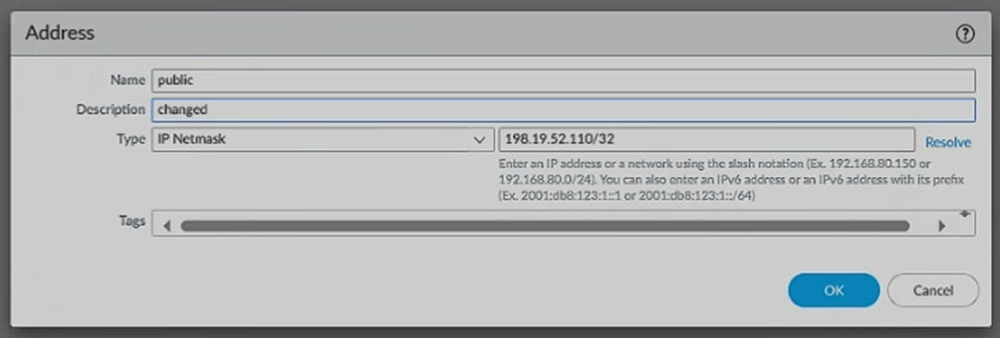 Address
Name public
Description changed
Type IP Netmask 198.19.52.110/32 Resolve
Enter an IP address or a network using the slash notation (Ex. 192.168.80.150 or
192.168.80.0/24). You can also enter an IPv6 address or an IPv6 address with its prefix
(Ex. 2001:db8:123:1::1 or 2001:db8:123:1::/64)
Tags
OK Cancel